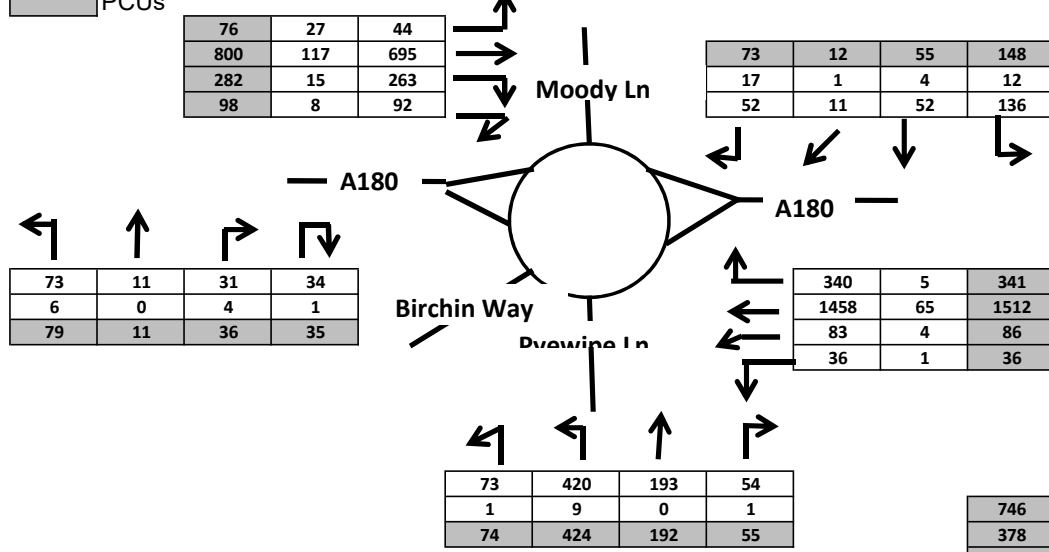 PCUs
76 27 44
800 117 695
282 15 263
98 8 92
73 12 55 148
17 1 4 12
52 11 52 136
Moody Ln
A180
A180
73 11 31 34
6 0 4 1
79 11 36 35
Birchin Way
Pyewipe Ln
340 5 341
1458 65 1512
83 4 86
36 1 36
73 420 193 54
1 9 0 1
74 424 192 55
746
378